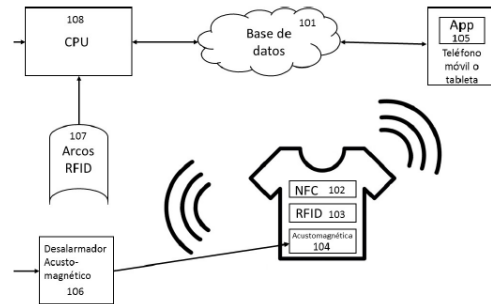 108
CPU
Base de
datos
101
App
105
Teléfono
móvil o
tableta
107
Arcos
RFID
NFC 102
RFID 103
Acustomagnética
104
Desalarmador
Acusto-
magnético
106